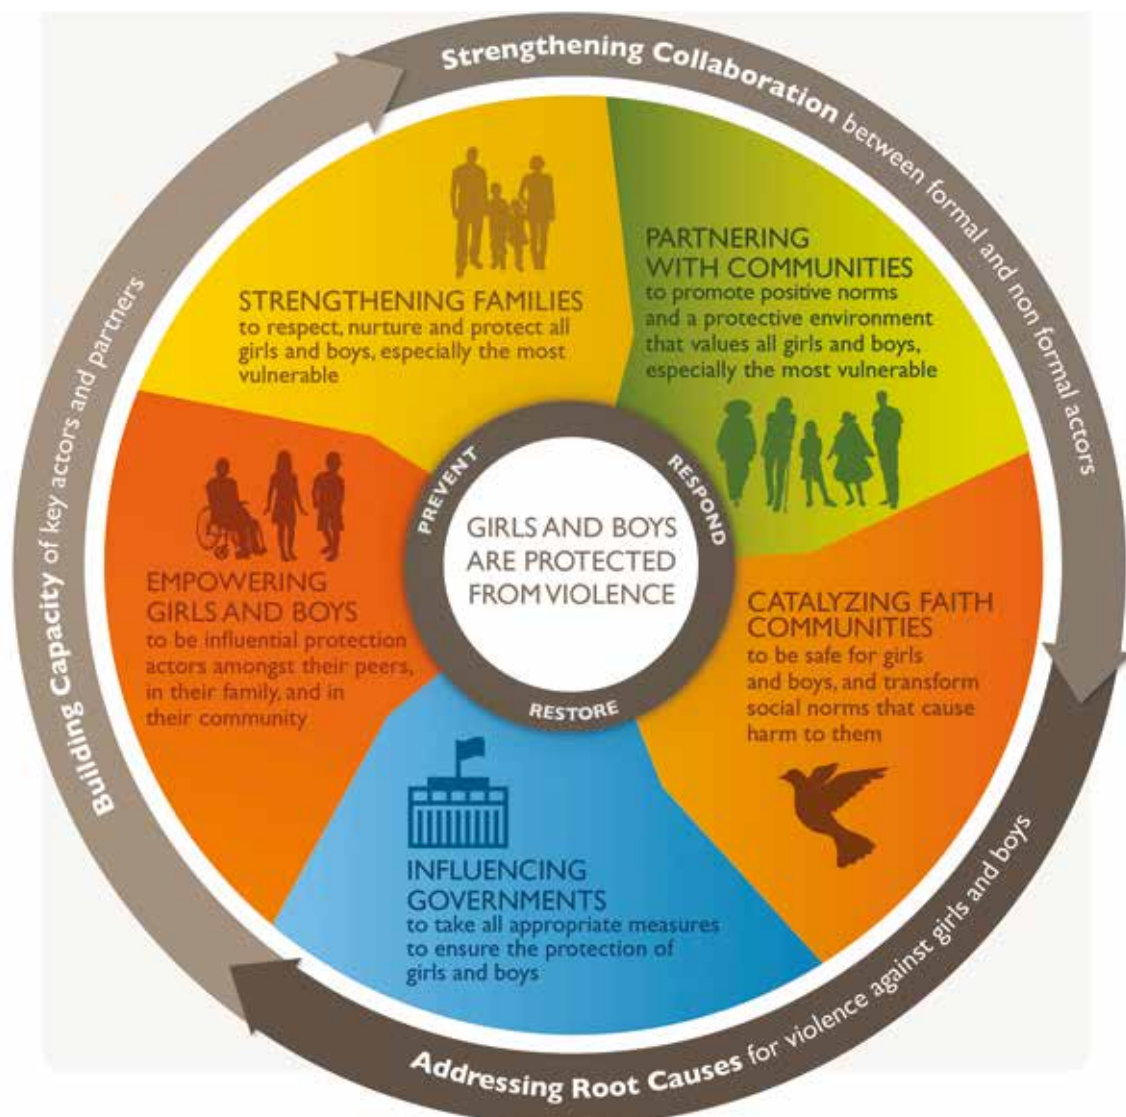 Strengthening Collaboration between formal and non formal actors
Building Capacity of key actors and partners
STRENGTHENING FAMILIES
to respect, nurture and protect all
girls and boys, especially the most
vulnerable
PARTNERING
WITH COMMUNITIES
to promote positive norms
and a protective environment
that values all girls and boys,
especially the most vulnerable
EMPOWERING
GIRLS AND BOYS
to be influential protection
actors amongst their peers,
in their family, and in
their community
PREVENT
RESPOND
RESTORE
GIRLS AND BOYS
ARE PROTECTED
FROM VIOLENCE
CATALYZING FAITH
COMMUNITIES
to be safe for girls
and boys, and transform
social norms that cause
harm to them
INFLUENCING
GOVERNMENTS
to take all appropriate measures
to ensure the protection of
girls and boys
Addressing Root Causes for violence against girls and boys